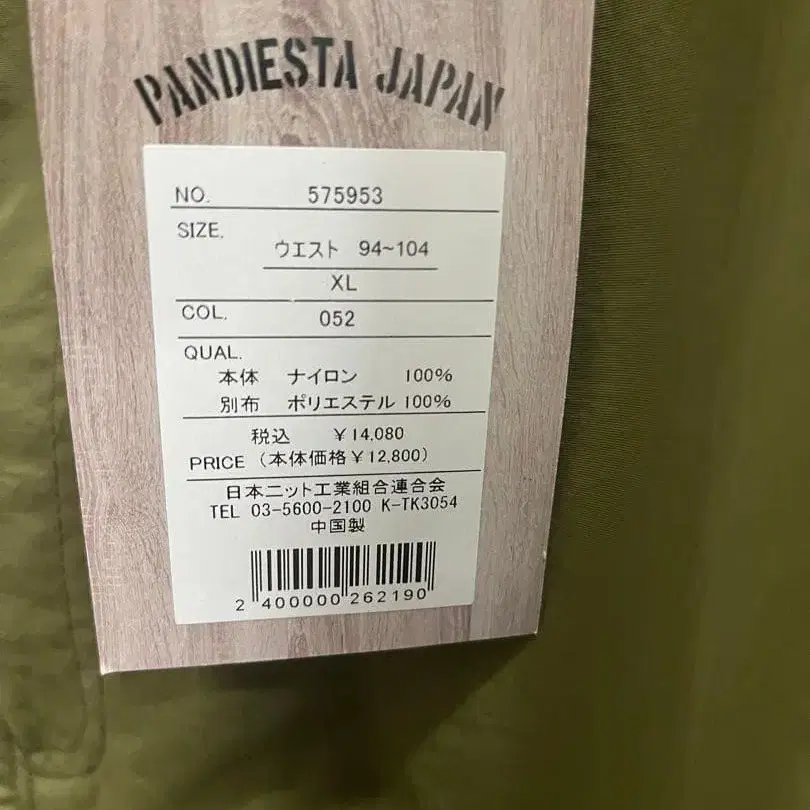 PANDIESTA JAPAN
NO. 575953
SIZE.
ウエスト 94~104
XL
COL. 052
QUAL.
本体 ナイロン 100%
別布 ポリエステル 100%
税込 ¥14,080
PRICE (本体価格¥12,800)
日本ニット工業組合連合会
TEL 03-5600-2100 K-TK3054
中国製
2 400000 262190